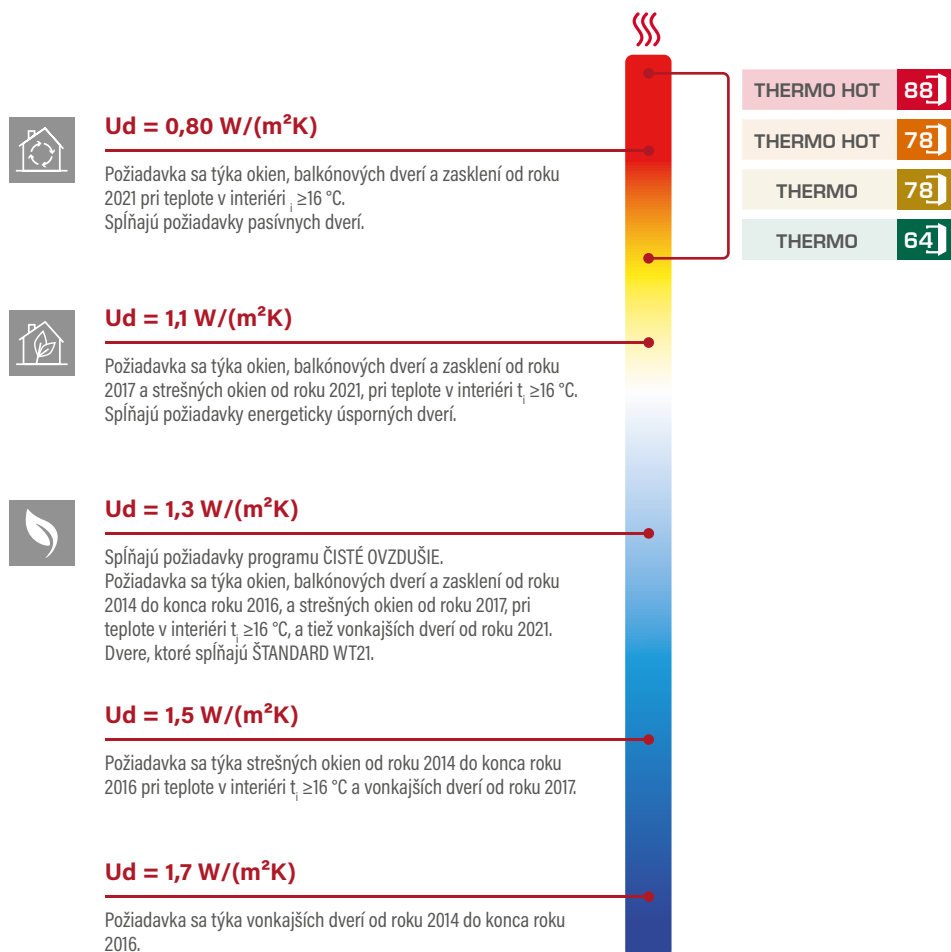 THERMO HOT 88
THERMO HOT 78
THERMO 78
THERMO 64
Ud = 0,80 W/(m²K)
Požiadavka sa týka okien, balkónových dverí a zasklení od roku
2021 pri teplote v interiéri i ≥16 °C.
Spĺňajú požiadavky pasívnych dverí.
Ud = 1,1 W/(m²K)
Požiadavka sa týka okien, balkónových dverí a zasklení od roku
2017 a strešných okien od roku 2021, pri teplote v interiéri ti ≥16 °C.
Spĺňajú požiadavky energeticky úsporných dverí.
Ud = 1,3 W/(m²K)
Spĺňajú požiadavky programu ČISTÉ OVZDUŠIE.
Požiadavka sa týka okien, balkónových dverí a zasklení od roku
2014 do konca roku 2016, a strešných okien od roku 2017, pri
teplote v interiéri ti ≥16 °C, a tiež vonkajších dverí od roku 2021.
Dvere, ktoré spĺňajú ŠTANDARD WT21.
Ud = 1,5 W/(m²K)
Požiadavka sa týka strešných okien od roku 2014 do konca roku
2016 pri teplote v interiéri ti ≥16 °C a vonkajších dverí od roku 2017.
Ud = 1,7 W/(m²K)
Požiadavka sa týka vonkajších dverí od roku 2014 do konca roku
2016.